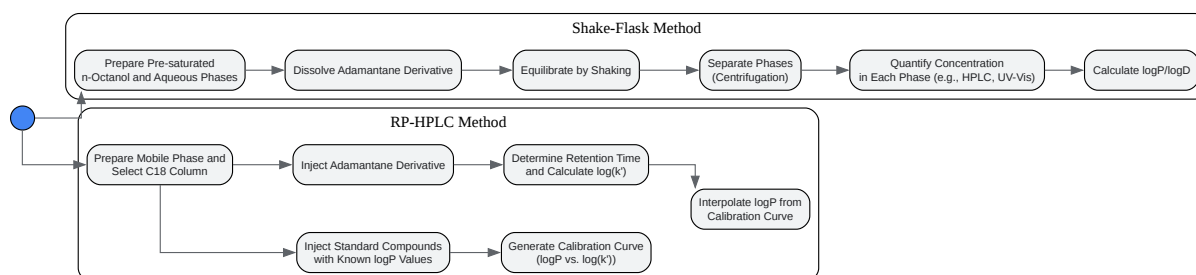 Shake-Flask Method
Prepare Pre-saturated
n-Octanol and Aqueous Phases
Dissolve Adamantane Derivative
Equilibrate by Shaking
Separate Phases
(Centrifugation)
Quantify Concentration
in Each Phase (e.g., HPLC, UV-Vis)
Calculate logP/logD
RP-HPLC Method
Prepare Mobile Phase and
Select C18 Column
Inject Adamantane Derivative
Determine Retention Time
and Calculate log(k')
Interpolate logP from
Calibration Curve
Inject Standard Compounds
with Known logP Values
Generate Calibration Curve
(logP vs. log(k'))